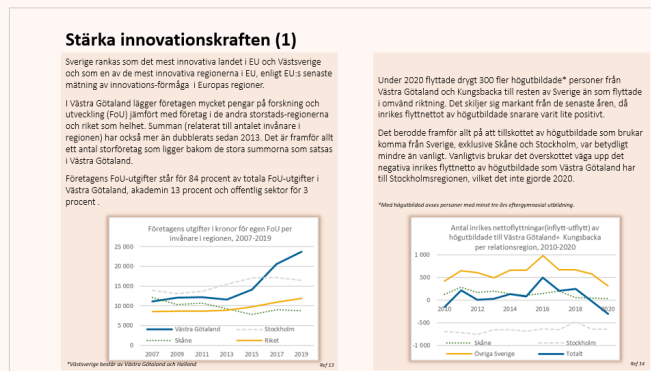 Stärka innovationskraften (1)
Sverige rankas som det mest innovativa landet i EU och Västsverige
och som en av de mest innovativa regionerna i EU, enligt EU:s senaste
mätning av innovations-förmåga i Europas regioner.
I Västra Götaland lägger företagen mycket pengar på forskning och
utveckling (FoU) jämfört med företag i de andra storstads-regionerna
och riket som helhet. Summan (relaterat till antalet invånare i
regionen) har också mer än dubblerats sedan 2013. Det är framför allt
ett antal storföretag som ligger bakom de stora summorna som satsas
i Västra Götaland.
Företagens FoU-utgifter står för 84 procent av totala FoU-utgifter i
Västra Götaland, akademin 13 procent och offentlig sektor för 3
procent .
Företagens utgifter i kronor för egen FoU per
invånare i regionen, 2007-2019
25 000
20 000
15 000
10 000
5 000
0
2007 2009 2011 2013 2015 2017 2019
Västra Götaland Stockholm
Skåne Riket
*Västsverige består av Västra Götaland och Halland
Ref 13
Under 2020 flyttade drygt 300 fler högutbildade* personer från
Västra Götaland och Kungsbacka till resten av Sverige än som flyttade
i omvänd riktning. Det skiljer sig markant från de senaste åren, då
inrikes flyttnettot av högutbildade snarare varit lite positivt.
Det berodde framför allt på att tillskottet av högutbildade som brukar
komma från Sverige, exklusive Skåne och Stockholm, var betydligt
mindre än vanligt. Vanligtvis brukar det överskottet väga upp det
negativa inrikes flyttnetto av högutbildade som Västra Götaland har
till Stockholmsregionen, vilket det inte gjorde 2020.
*Med högutbildad avses personer med minst tre års eftergymnasial utbildning.
Antal inrikes nettoflyttningar(inflytt-utflytt) av
högutbildade till Västra Götaland+ Kungsbacka
per relationsregion, 2010-2020
1 000
500
0
-500
-1 000
2010 2012 2014 2016 2018 2020
Skåne Stockholm
Övriga Sverige Totalt
Ref 14